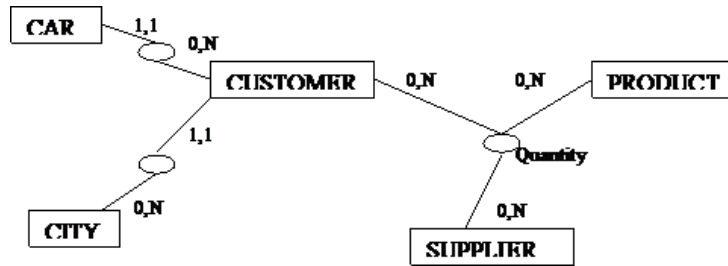 CAR
1,1
0,N
CUSTOMER
0,N
0,N
PRODUCT
1,1
Quantity
0,N
0,N
CITY
SUPPLIER